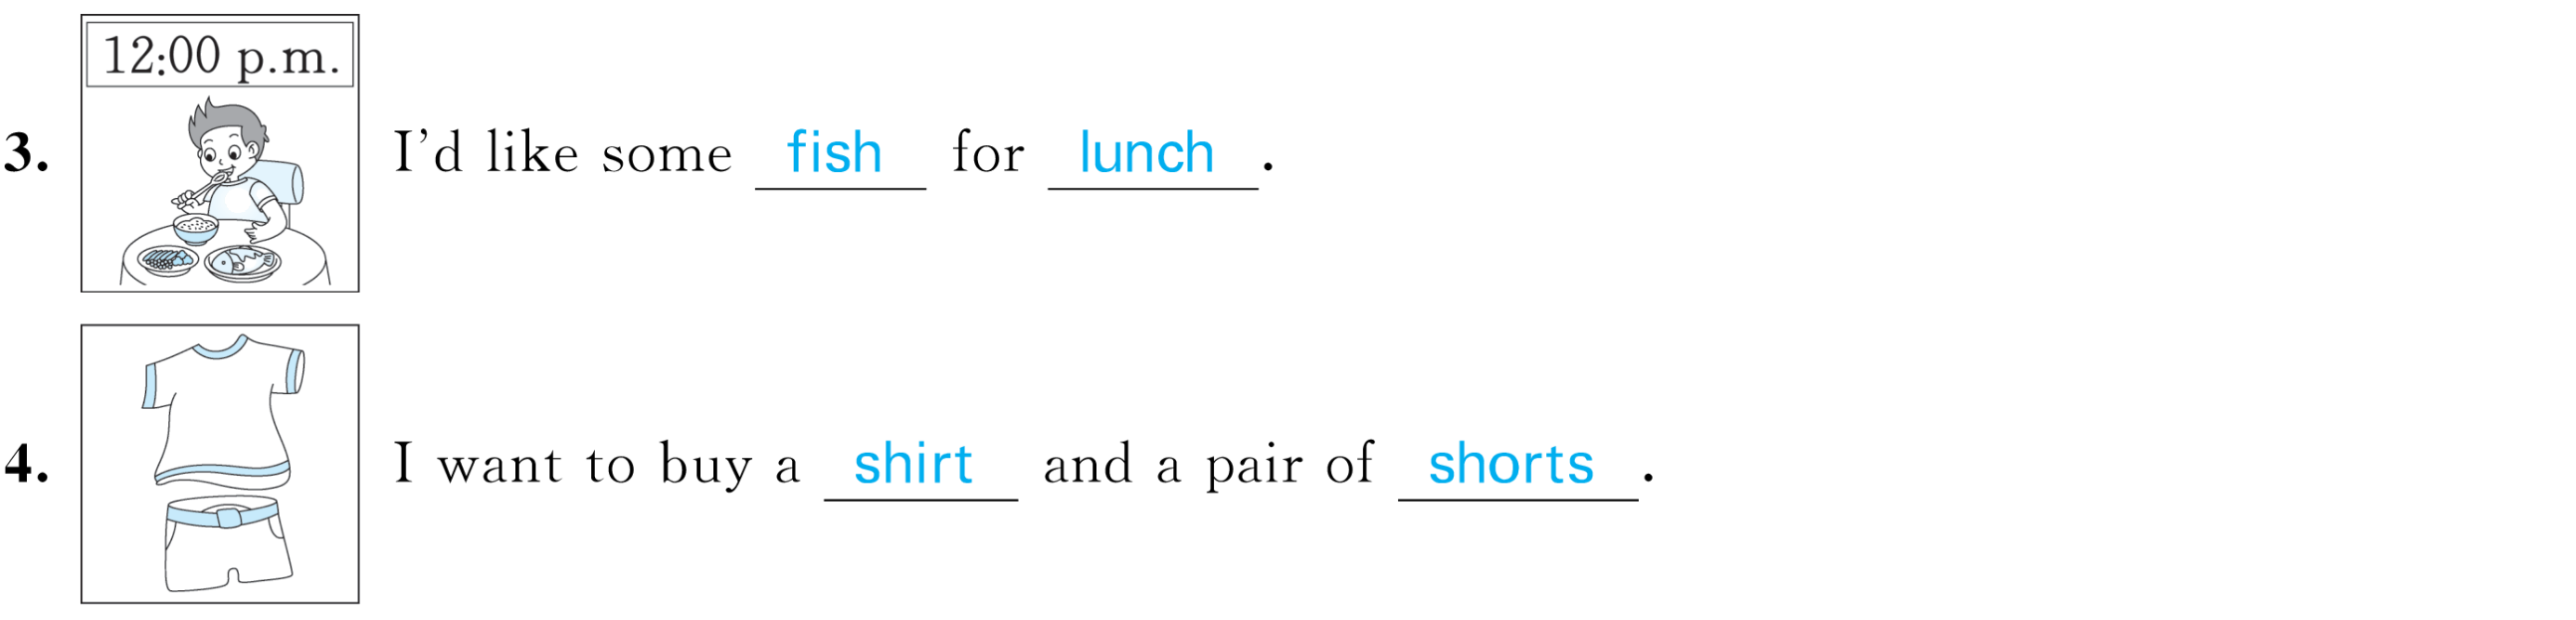 12:00 p.m.
3. I'd like some fish for lunch.
4. I want to buy a shirt and a pair of shorts.